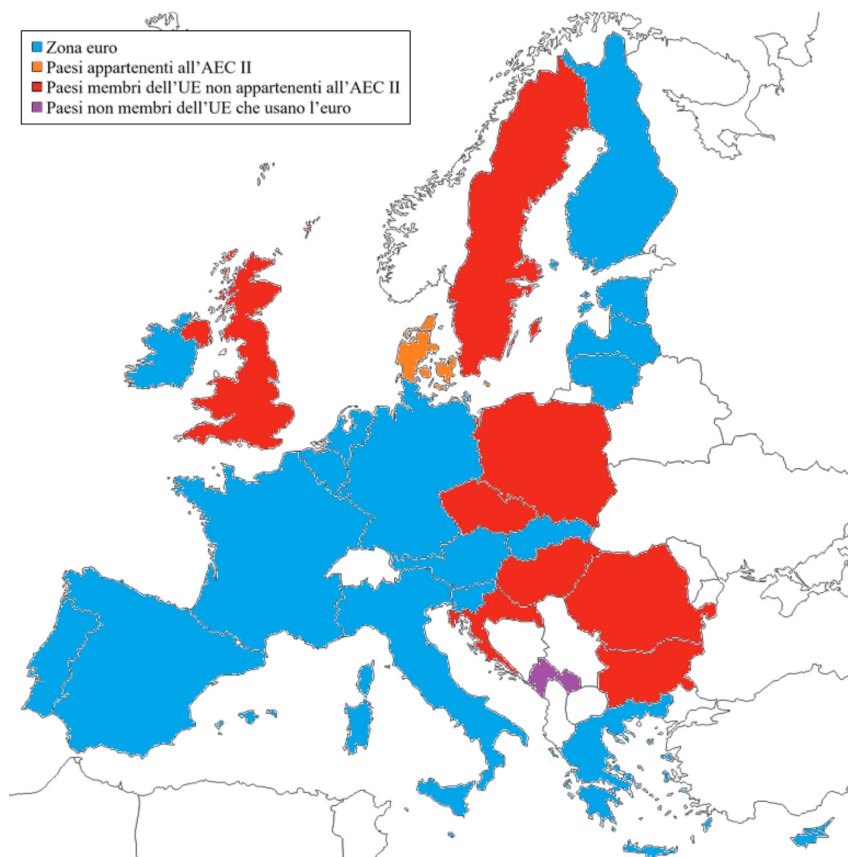 Zona euro
Paesi appartenenti all’AEC II
Paesi membri dell’UE non appartenenti all’AEC II
Paesi non membri dell’UE che usano l’euro